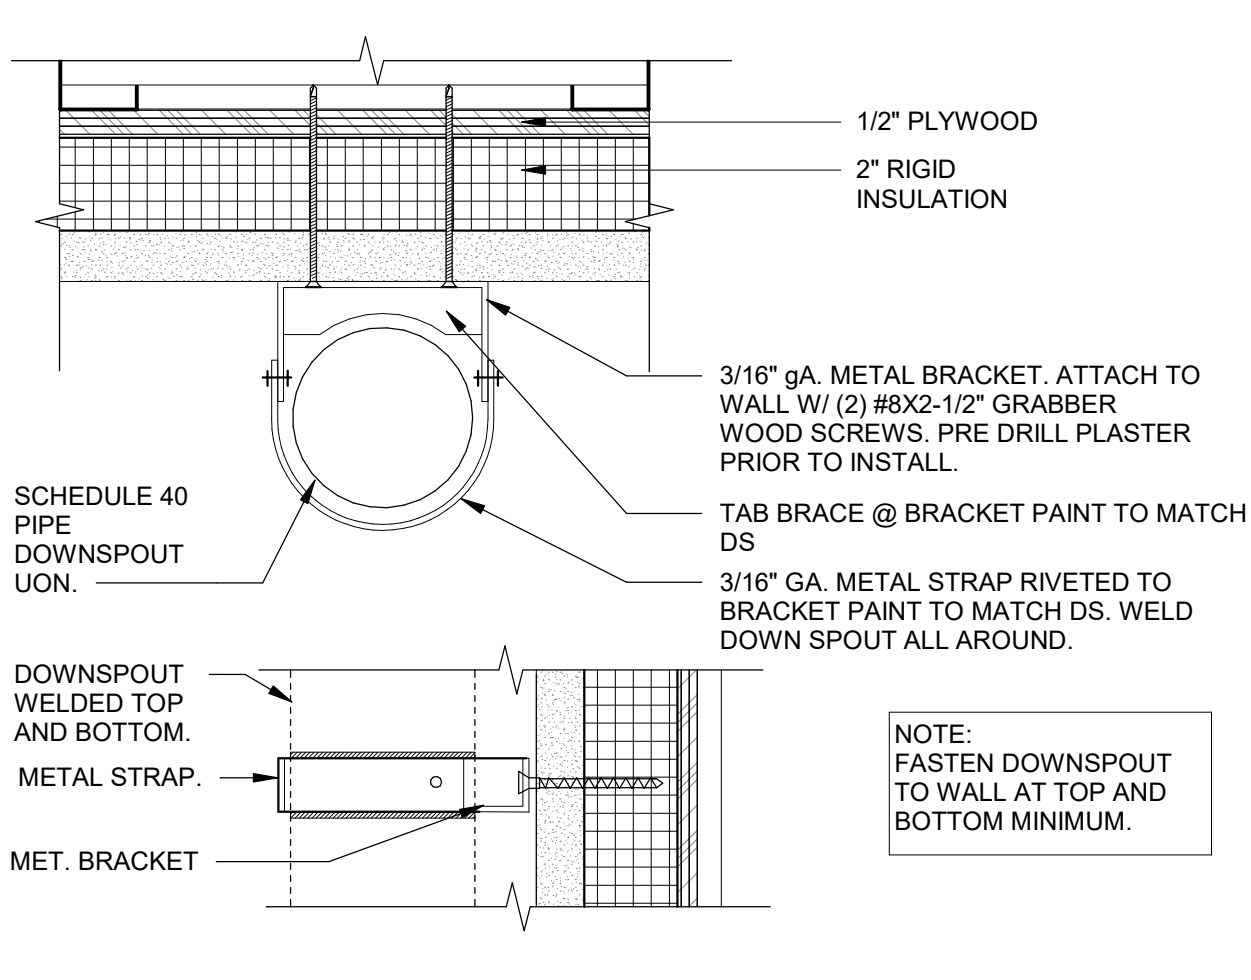 1/2" PLYWOOD
2" RIGID
INSULATION
3/16" gA. METAL BRACKET. ATTACH TO
WALL W/ (2) #8X2-1/2" GRABBER
WOOD SCREWS. PRE DRILL PLASTER
PRIOR TO INSTALL.
SCHEDULE 40
PIPE
DOWNSPOUT
UON.
TAB BRACE @ BRACKET PAINT TO MATCH
DS
3/16" GA. METAL STRAP RIVETED TO
BRACKET PAINT TO MATCH DS. WELD
DOWN SPOUT ALL AROUND.
DOWNSPOUT
WELDED TOP
AND BOTTOM.
METAL STRAP.
MET. BRACKET
NOTE:
FASTEN DOWNSPOUT
TO WALL AT TOP AND
BOTTOM MINIMUM.